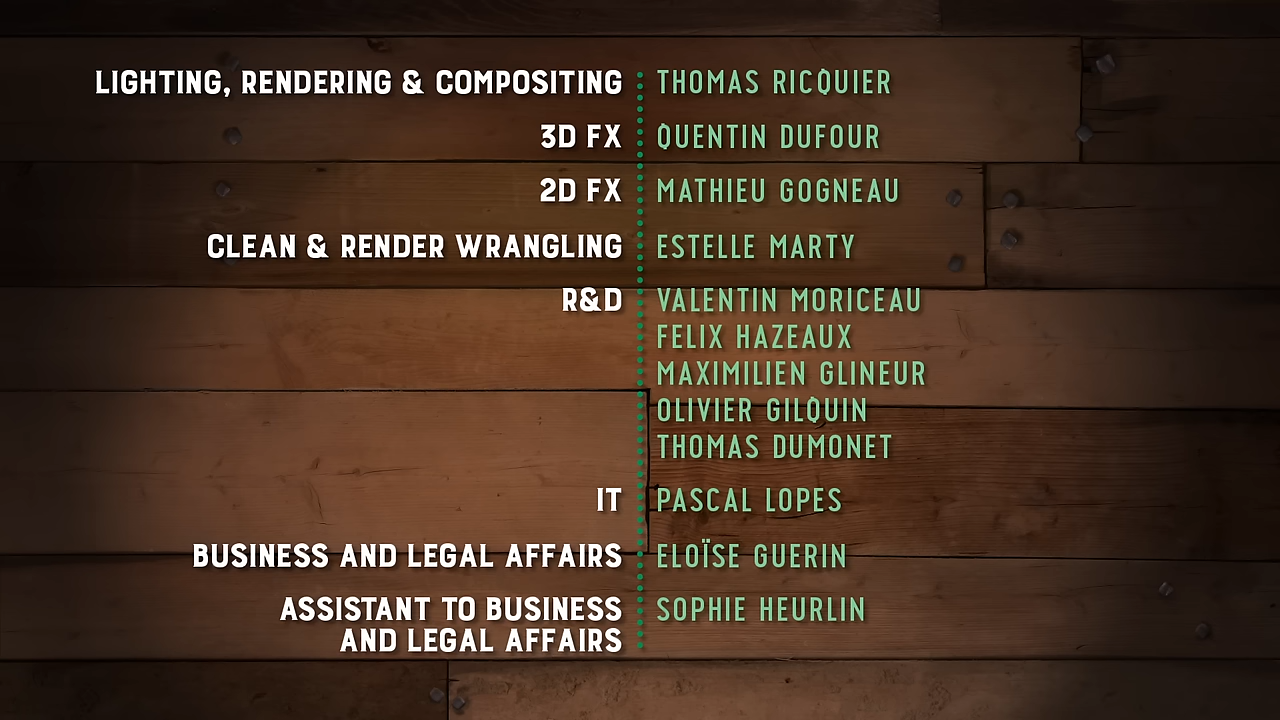 LIGHTING, RENDERING & COMPOSITING THOMAS RICQUIER
3D FX QUENTIN DUFOUR
2D FX MATHIEU GOGNEAU
CLEAN & RENDER WRANGLING ESTELLE MARTY
R&D VALENTIN MORICEAU
FELIX HAZEAUX
MAXIMILIEN GLINEUR
OLIVIER GILQUIN
THOMAS DUMONET
IT PASCAL LOPES
BUSINESS AND LEGAL AFFAIRS ELOÏSE GUERIN
ASSISTANT TO BUSINESS SOPHIE HEURLIN
AND LEGAL AFFAIRS